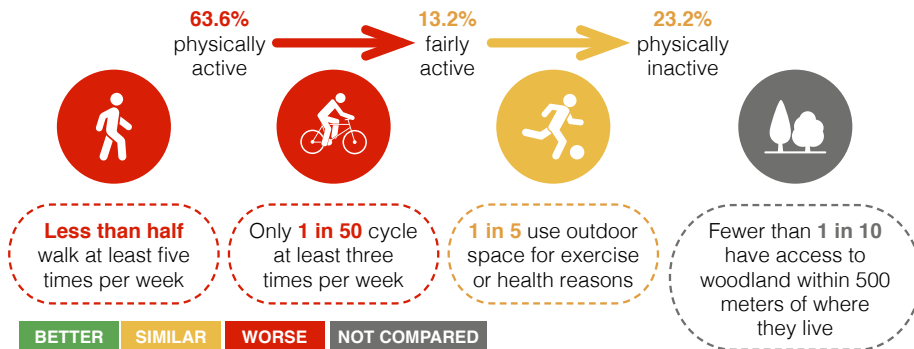 63.6%
physically
active
13.2%
fairly
active
23.2%
physically
inactive
Less than half
walk at least five
times per week
Only 1 in 50 cycle
at least three
times per week
1 in 5 use outdoor
space for exercise
or health reasons
Fewer than 1 in 10
have access to
woodland within 500
meters of where
they live
BETTER
SIMILAR
WORSE
NOT COMPARED